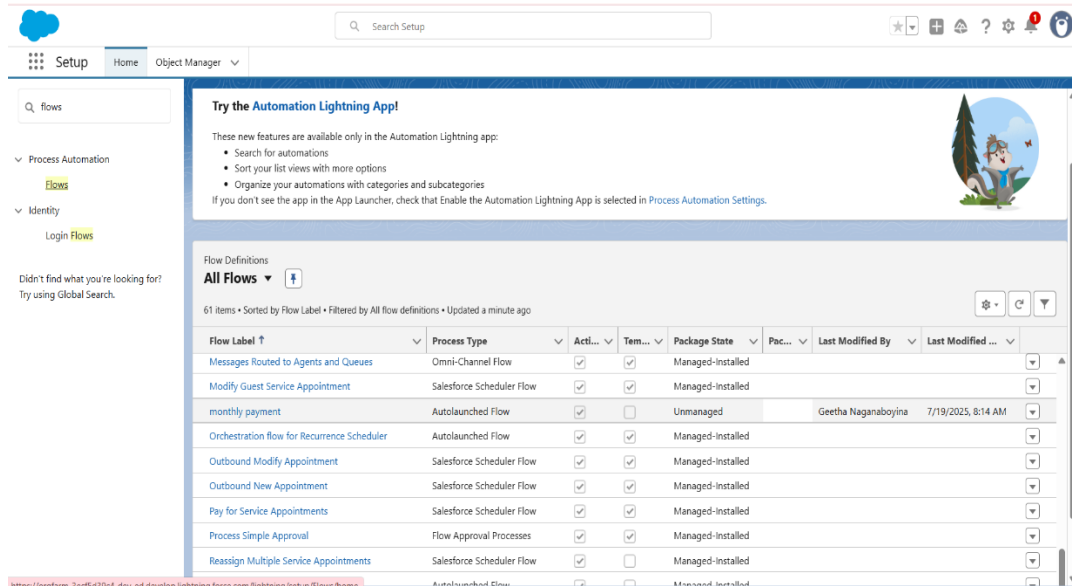 Search Setup
1
Setup
Home
Object Manager
flows
Process Automation
Flows
Identity
Login Flows
Didn't find what you're looking for?
Try using Global Search.
Try the Automation Lightning App!
These new features are available only in the Automation Lightning app:
• Search for automations
• Sort your list views with more options
• Organize your automations with categories and subcategories
If you don't see the app in the App Launcher, check that Enable the Automation Lightning App is selected in Process Automation Settings.
Flow Definitions
All Flows
61 items • Sorted by Flow Label • Filtered by All flow definitions • Updated a minute ago
Flow Label ↑ Process Type Acti... Tem... Package State Pac... Last Modified By Last Modified ...
Messages Routed to Agents and Queues Omni-Channel Flow Managed-Installed
Modify Guest Service Appointment Salesforce Scheduler Flow Managed-Installed
monthly payment Autolaunched Flow Unmanaged Geetha Naganaboyina 7/19/2025, 8:14 AM
Orchestration flow for Recurrence Scheduler Autolaunched Flow Managed-Installed
Outbound Modify Appointment Salesforce Scheduler Flow Managed-Installed
Outbound New Appointment Salesforce Scheduler Flow Managed-Installed
Pay for Service Appointments Salesforce Scheduler Flow Managed-Installed
Process Simple Approval Flow Approval Processes Managed-Installed
Reassign Multiple Service Appointments Salesforce Scheduler Flow Managed-Installed
Autolaunched Flow Managed-Installed